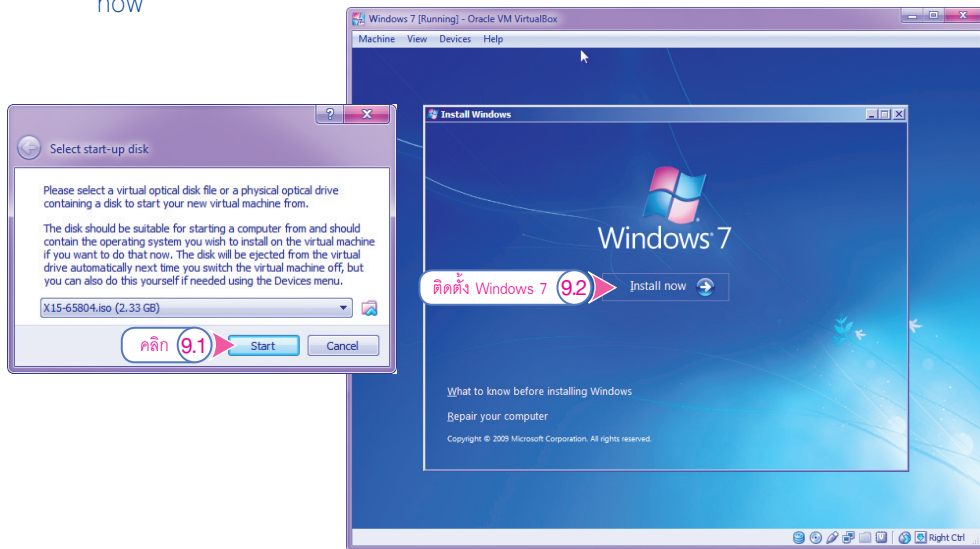 now
Select start-up disk
Please select a virtual optical disk file or a physical optical drive
containing a disk to start your new virtual machine from.
The disk should be suitable for starting a computer from and should
contain the operating system you wish to install on the virtual machine
if you want to do that now. The disk will be ejected from the virtual
drive automatically next time you switch the virtual machine off, but
you can also do this yourself if needed using the Devices menu.
X15-65804.iso (2.33 GB)
คลิก 9.1
Start Cancel
Windows 7 [Running] - Oracle VM VirtualBox
Machine View Devices Help
Install Windows
Windows 7
ติดตั้ง Windows 7 9.2
Install now
What to know before installing Windows
Repair your computer
Copyright © 2009 Microsoft Corporation. All rights reserved.
Right Ctrl